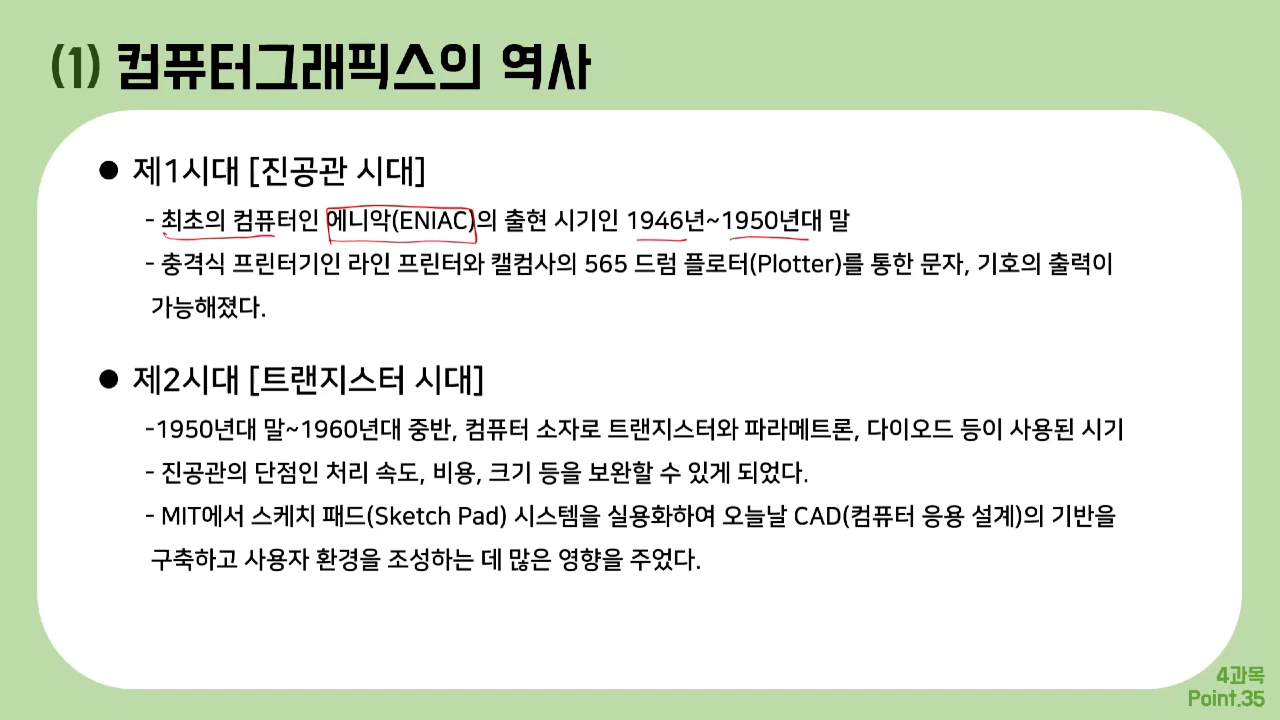 (1) 컴퓨터그래픽스의 역사
● 제1시대 [진공관 시대]
- 최초의 컴퓨터인 에니악(ENIAC)의 출현 시기인 1946년~1950년대 말
- 충격식 프린터기인 라인 프린터와 캘컴사의 565 드럼 플로터(Plotter)를 통한 문자, 기호의 출력이
가능해졌다.
● 제2시대 [트랜지스터 시대]
-1950년대 말~1960년대 중반, 컴퓨터 소자로 트랜지스터와 파라메트론, 다이오드 등이 사용된 시기
- 진공관의 단점인 처리 속도, 비용, 크기 등을 보완할 수 있게 되었다.
- MIT에서 스케치 패드(Sketch Pad) 시스템을 실용화하여 오늘날 CAD(컴퓨터 응용 설계)의 기반을
구축하고 사용자 환경을 조성하는 데 많은 영향을 주었다.
4과목
Point.35